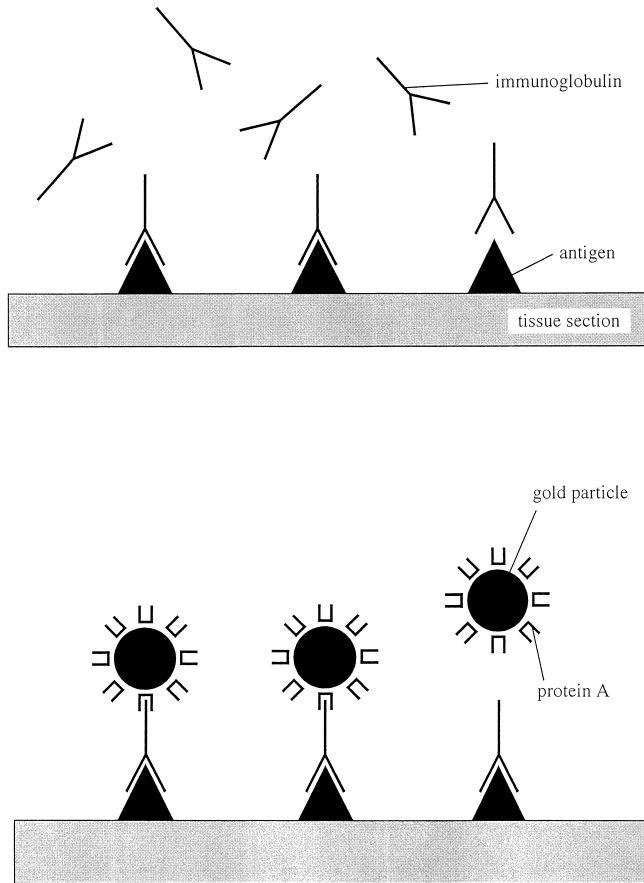 immunoglobulin
antigen
tissue section
gold particle
protein A